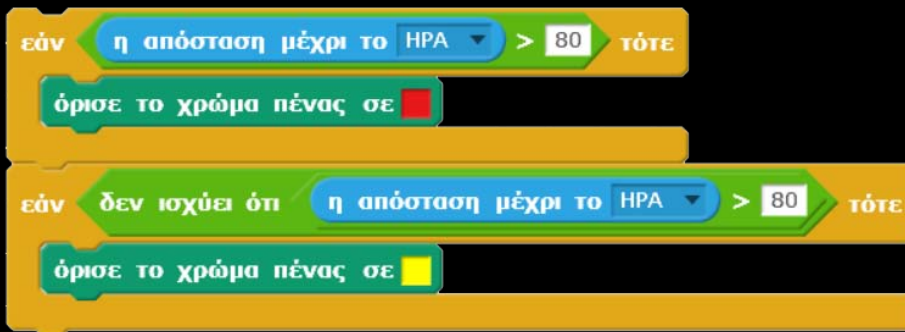 εάν η απόσταση μέχρι το ΗΡΑ > 80 τότε
όρισε το χρώμα πένας σε
εάν δεν ισχύει ότι η απόσταση μέχρι το ΗΡΑ > 80 τότε
όρισε το χρώμα πένας σε